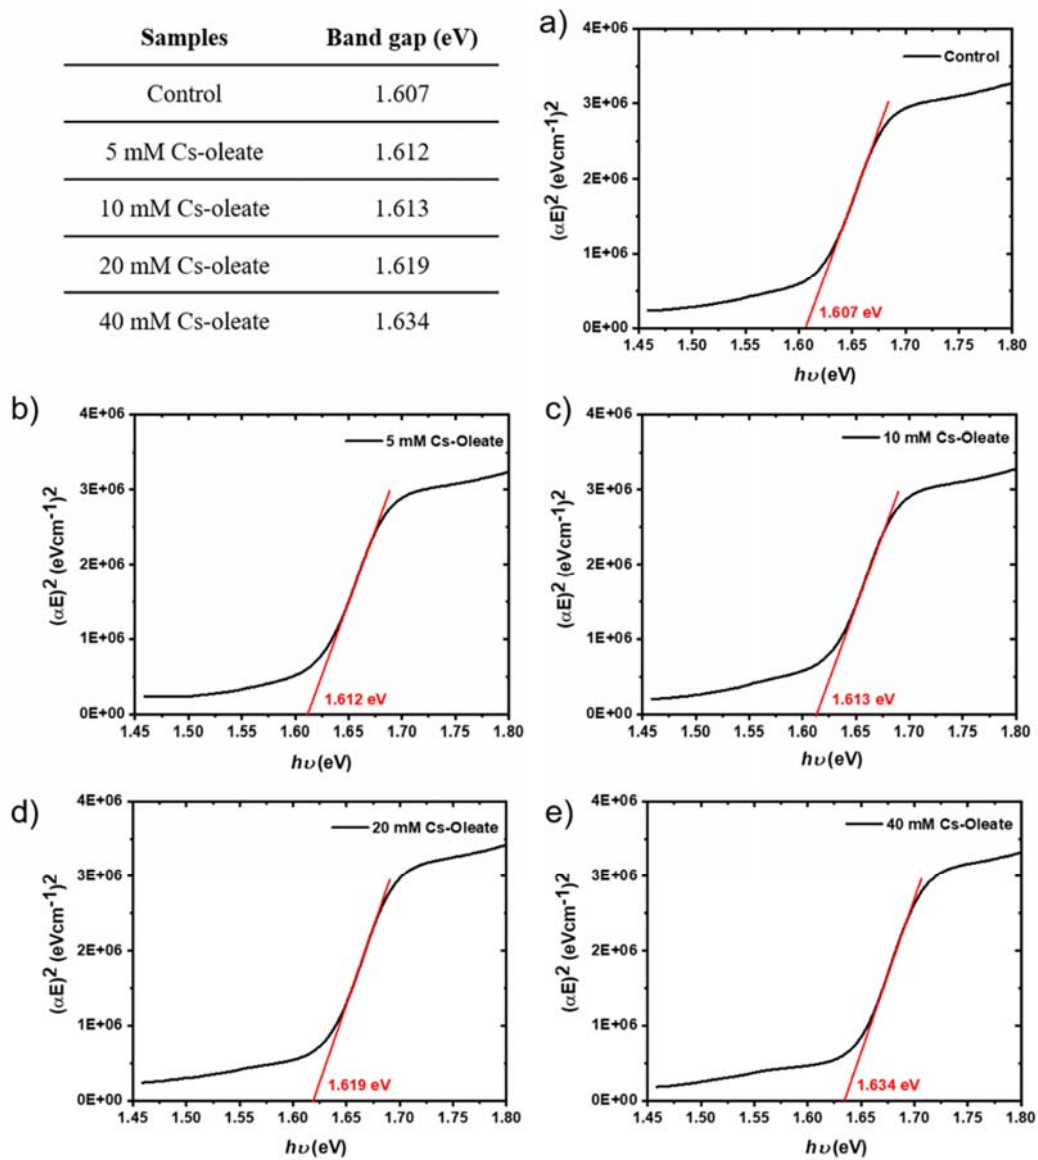 Samples Band gap (eV)
Control 1.607
5 mM Cs-oleate 1.612
10 mM Cs-oleate 1.613
20 mM Cs-oleate 1.619
40 mM Cs-oleate 1.634
a)
4E+06
3E+06
2E+06
1E+06
0E+00
(αE)2 (eVcm-1)2
Control
1.607 eV
1.45 1.50 1.55 1.60 1.65 1.70 1.75 1.80
hυ(eV)
b)
4E+06
3E+06
2E+06
1E+06
0E+00
(αE)2 (eVcm-1)2
5 mM Cs-Oleate
1.612 eV
1.45 1.50 1.55 1.60 1.65 1.70 1.75 1.80
hυ(eV)
c)
4E+06
3E+06
2E+06
1E+06
0E+00
(αE)2 (eVcm-1)2
10 mM Cs-Oleate
1.613 eV
1.45 1.50 1.55 1.60 1.65 1.70 1.75 1.80
hυ(eV)
d)
4E+06
3E+06
2E+06
1E+06
0E+00
(αE)2 (eVcm-1)2
20 mM Cs-Oleate
1.619 eV
1.45 1.50 1.55 1.60 1.65 1.70 1.75 1.80
hυ(eV)
e)
4E+06
3E+06
2E+06
1E+06
0E+00
(αE)2 (eVcm-1)2
40 mM Cs-Oleate
1.634 eV
1.45 1.50 1.55 1.60 1.65 1.70 1.75 1.80
hυ(eV)